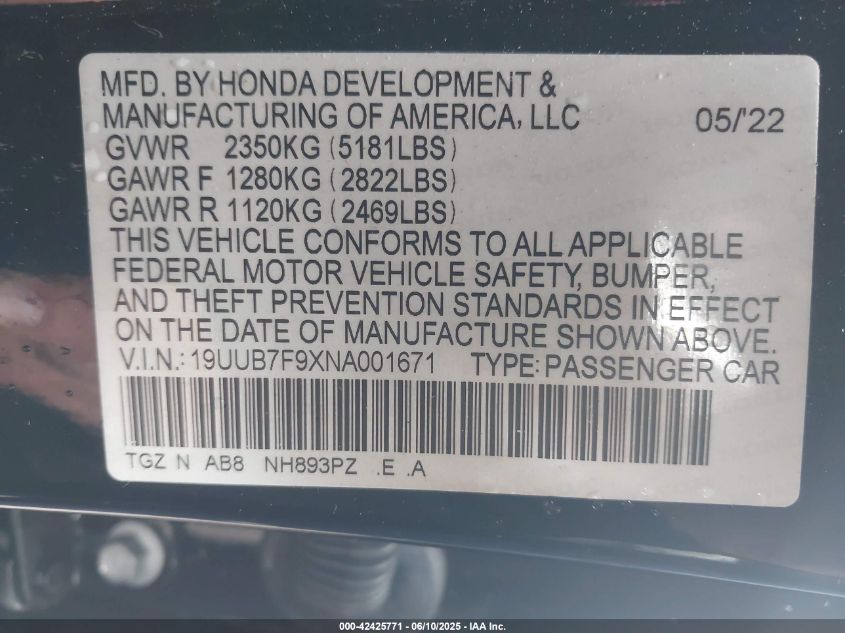 MFD. BY HONDA DEVELOPMENT &
MANUFACTURING OF AMERICA, LLC 05/'22
GVWR 2350KG (5181LBS)
GAWR F 1280KG (2822LBS)
GAWR R 1120KG (2469LBS)
THIS VEHICLE CONFORMS TO ALL APPLICABLE
FEDERAL MOTOR VEHICLE SAFETY, BUMPER,
AND THEFT PREVENTION STANDARDS IN EFFECT
ON THE DATE OF MANUFACTURE SHOWN ABOVE.
V.I.N.: 19UUB7F9XNA001671 TYPE: PASSENGER CAR
TGZ N AB8 NH893PZ .E .A
000-42425771 - 06/10/2025 - IAA Inc.